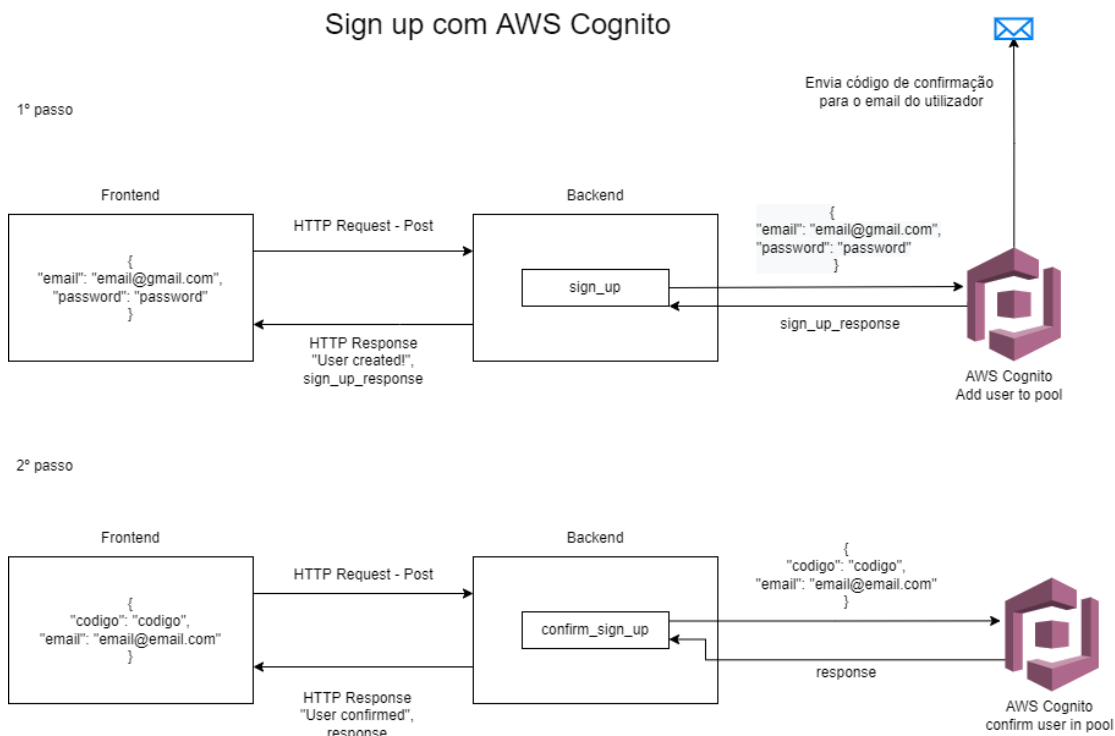 Sign up com AWS Cognito
Envia código de confirmação
para o email do utilizador
1º passo
Frontend
{
"email": "email@gmail.com",
"password": "password"
}
HTTP Request - Post
HTTP Response
"User created!",
sign_up_response
Backend
sign_up
{
"email": "email@gmail.com",
"password": "password"
}
sign_up_response
AWS Cognito
Add user to pool
2º passo
Frontend
{
"codigo": "codigo",
"email": "email@email.com"
}
HTTP Request - Post
HTTP Response
"User confirmed",
response
Backend
confirm_sign_up
{
"codigo": "codigo",
"email": "email@email.com"
}
response
AWS Cognito
confirm user in pool